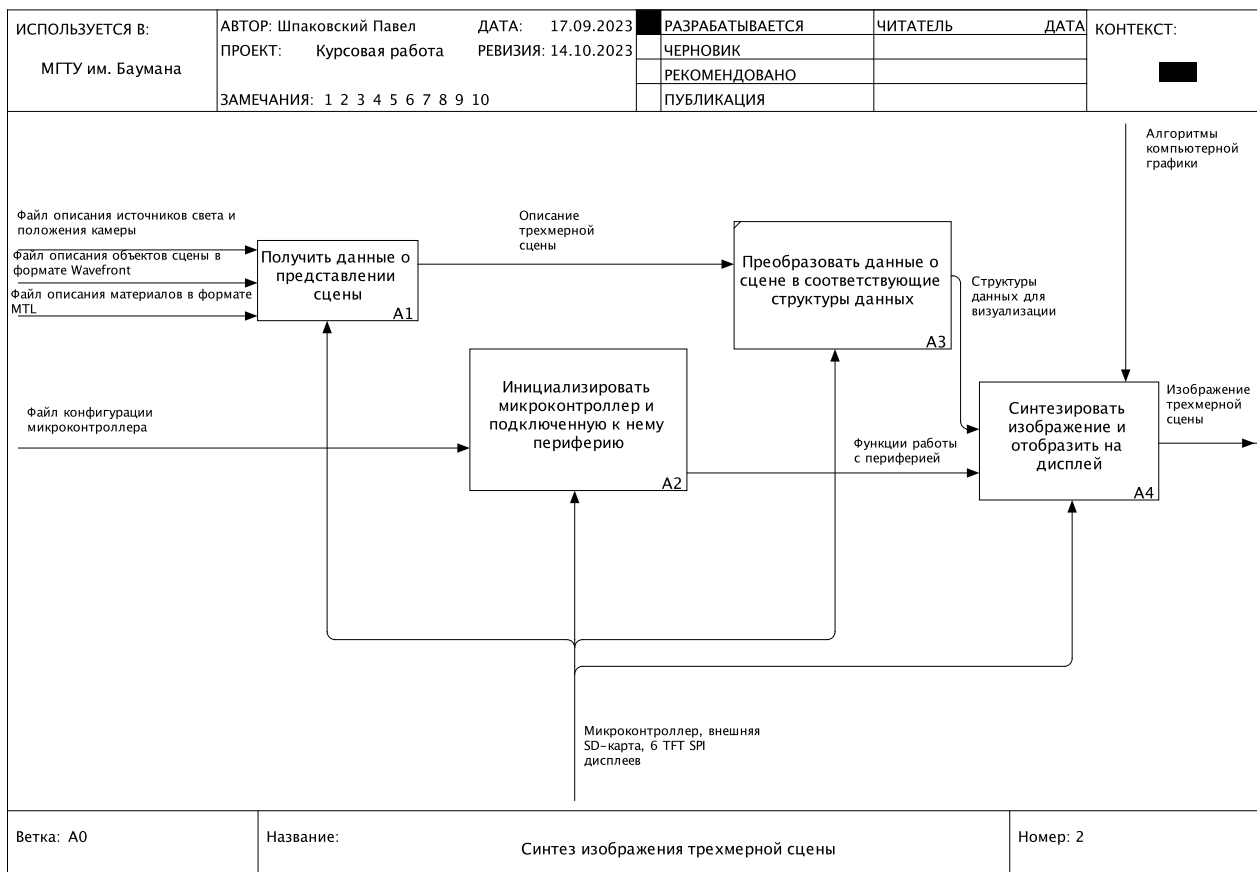 ИСПОЛЬЗУЕТСЯ В:
МГТУ им. Баумана
АВТОР: Шпаковский Павел
ДАТА: 17.09.2023
ПРОЕКТ: Курсовая работа
РЕВИЗИЯ: 14.10.2023
ЗАМЕЧАНИЯ: 1 2 3 4 5 6 7 8 9 10
РАЗРАБАТЫВАЕТСЯ
ЧЕРНОВИК
РЕКОМЕНДОВАНО
ПУБЛИКАЦИЯ
ЧИТАТЕЛЬ
ДАТА
КОНТЕКСТ:
Алгоритмы
компьютерной
графики
Файл описания источников света и
положения камеры
Файл описания объектов сцены в
формате Wavefront
Файл описания материалов в формате
MTL
Получить данные о
представлении
сцены
A1
Описание
трехмерной
сцены
Преобразовать данные о
сцене в соответствующие
структуры данных
A3
Структуры
данных для
визуализации
Файл конфигурации
микроконтроллера
Инициализировать
микроконтроллер и
подключенную к нему
периферию
A2
Функции работы
с периферией
Синтезировать
изображение и
отобразить на
дисплей
A4
Изображение
трехмерной
сцены
Микроконтроллер, внешняя
SD-карта, 6 TFT SPI
дисплеев
Ветка: A0
Название:
Синтез изображения трехмерной сцены
Номер: 2